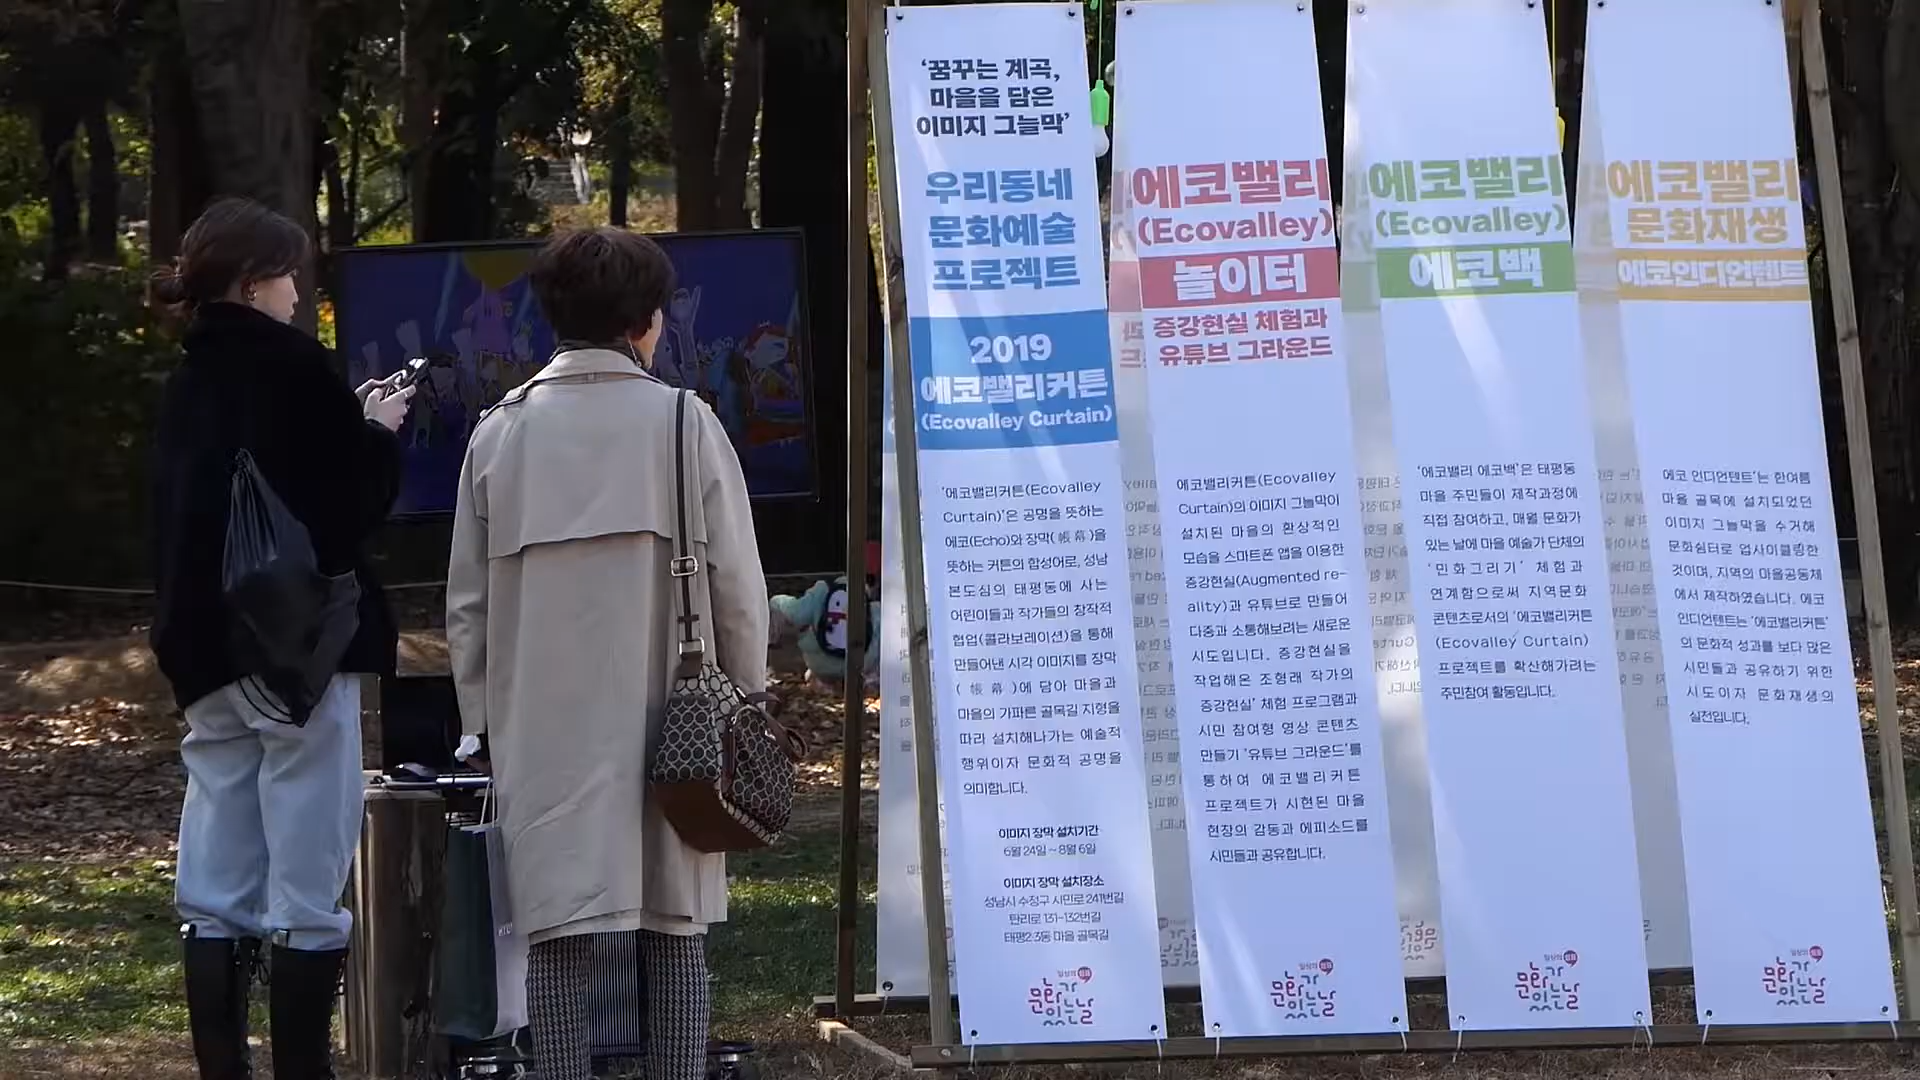 ‘꿈꾸는 계곡,
마을을 담은
이미지 그늘막’
우리동네
문화예술
프로젝트
2019
에코밸리커튼
(Ecovalley Curtain)
‘에코밸리커튼(Ecovalley
Curtain)’은 공명을 뜻하는
에코(Echo)와 장막(帳幕)을
뜻하는 커튼의 합성어로, 성남
본도심의 태평동에 사는
어린이들과 작가들의 창작적
협업(콜라보레이션)을 통해
만들어낸 시각 이미지를 장막
(帳幕)에 담아 마을과
마을의 가파른 골목길 지형을
따라 설치해나가는 예술적
행위이자 문화적 공명을
의미합니다.
이미지 장막 설치기간
6월 24일 ~ 8월 6일
이미지 장막 설치장소
성남시 수정구 시민로 241번길
탄리로 131-132번길
태평2.3동 마을 골목길
일상의 쉼표
문화가
있는날
에코밸리
(Ecovalley)
놀이터
증강현실 체험과
유튜브 그라운드
에코밸리커튼(Ecovalley
Curtain)의 이미지 그늘막이
설치된 마을의 환상적인
모습을 스마트폰 앱을 이용한
증강현실(Augmented re-
ality)과 유튜브로 만들어
다중과 소통해보려는 새로운
시도입니다. 증강현실을
작업해온 조형래 작가의
증강현실’ 체험 프로그램과
시민 참여형 영상 콘텐츠
만들기 ‘유튜브 그라운드’를
통하여 에코밸리커튼
프로젝트가 시현된 마을
현장의 감동과 에피소드를
시민들과 공유합니다.
일상의 쉼표
문화가
있는날
에코밸리
(Ecovalley)
에코백
‘에코밸리 에코백’은 태평동
마을 주민들이 제작과정에
직접 참여하고, 매월 문화가
있는 날에 마을 예술가 단체의
‘민화그리기’ 체험과
연계함으로써 지역문화
콘텐츠로서의 ‘에코밸리커튼
(Ecovalley Curtain)
프로젝트를 확산해가려는
주민참여 활동입니다.
일상의 쉼표
문화가
있는날
에코밸리
문화재생
에코인디언텐트
에코 인디언텐트’는 한여름
마을 골목에 설치되었던
이미지 그늘막을 수거해
문화쉼터로 업사이클링한
것이며, 지역의 마을공동체
에서 제작하였습니다. 에코
인디언텐트는 ‘에코밸리커튼’
의 문화적 성과를 보다 많은
시민들과 공유하기 위한
시도이자 문화재생의
실천입니다.
일상의 쉼표
문화가
있는날